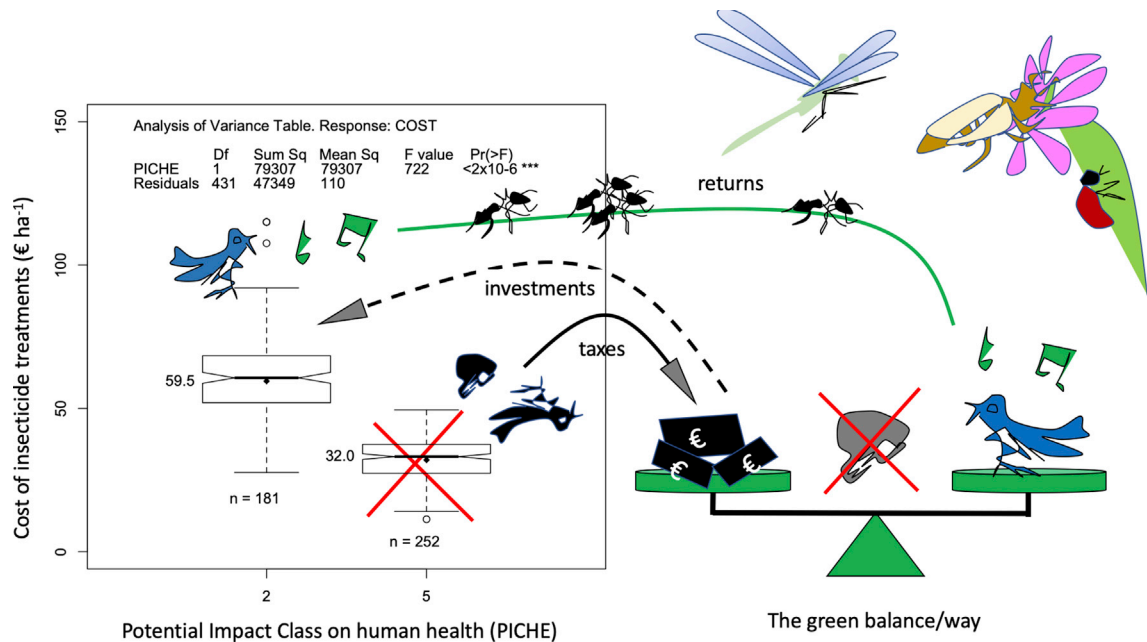 Analysis of Variance Table. Response: COST
Df Sum Sq Mean Sq F value Pr(>F)
PICHE 1 79307 79307 722 <2x10-6 ***
Residuals 431 47349 110
Cost of insecticide treatments (€ ha⁻¹)
150
100
50
0
returns
investments
taxes
59.5
32.0
n = 181
n = 252
€
€
€
2
5
Potential Impact Class on human health (PICHE)
The green balance/way